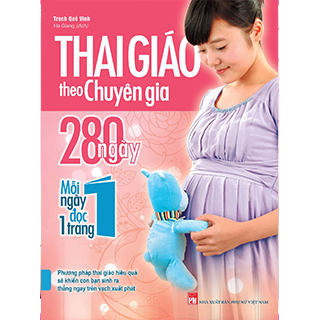 Trạch Quế Vinh
Hà Giang (dịch)
THAI GIÁO
theo Chuyên gia
280 ngày
Mỗi
ngày
đọc
1 trang
1
Phương pháp thai giáo hiệu quả
sẽ khiến con bạn sinh ra
thắng ngay trên vạch xuất phát
PN
NHÀ XUẤT BẢN PHỤ NỮ VIỆT NAM